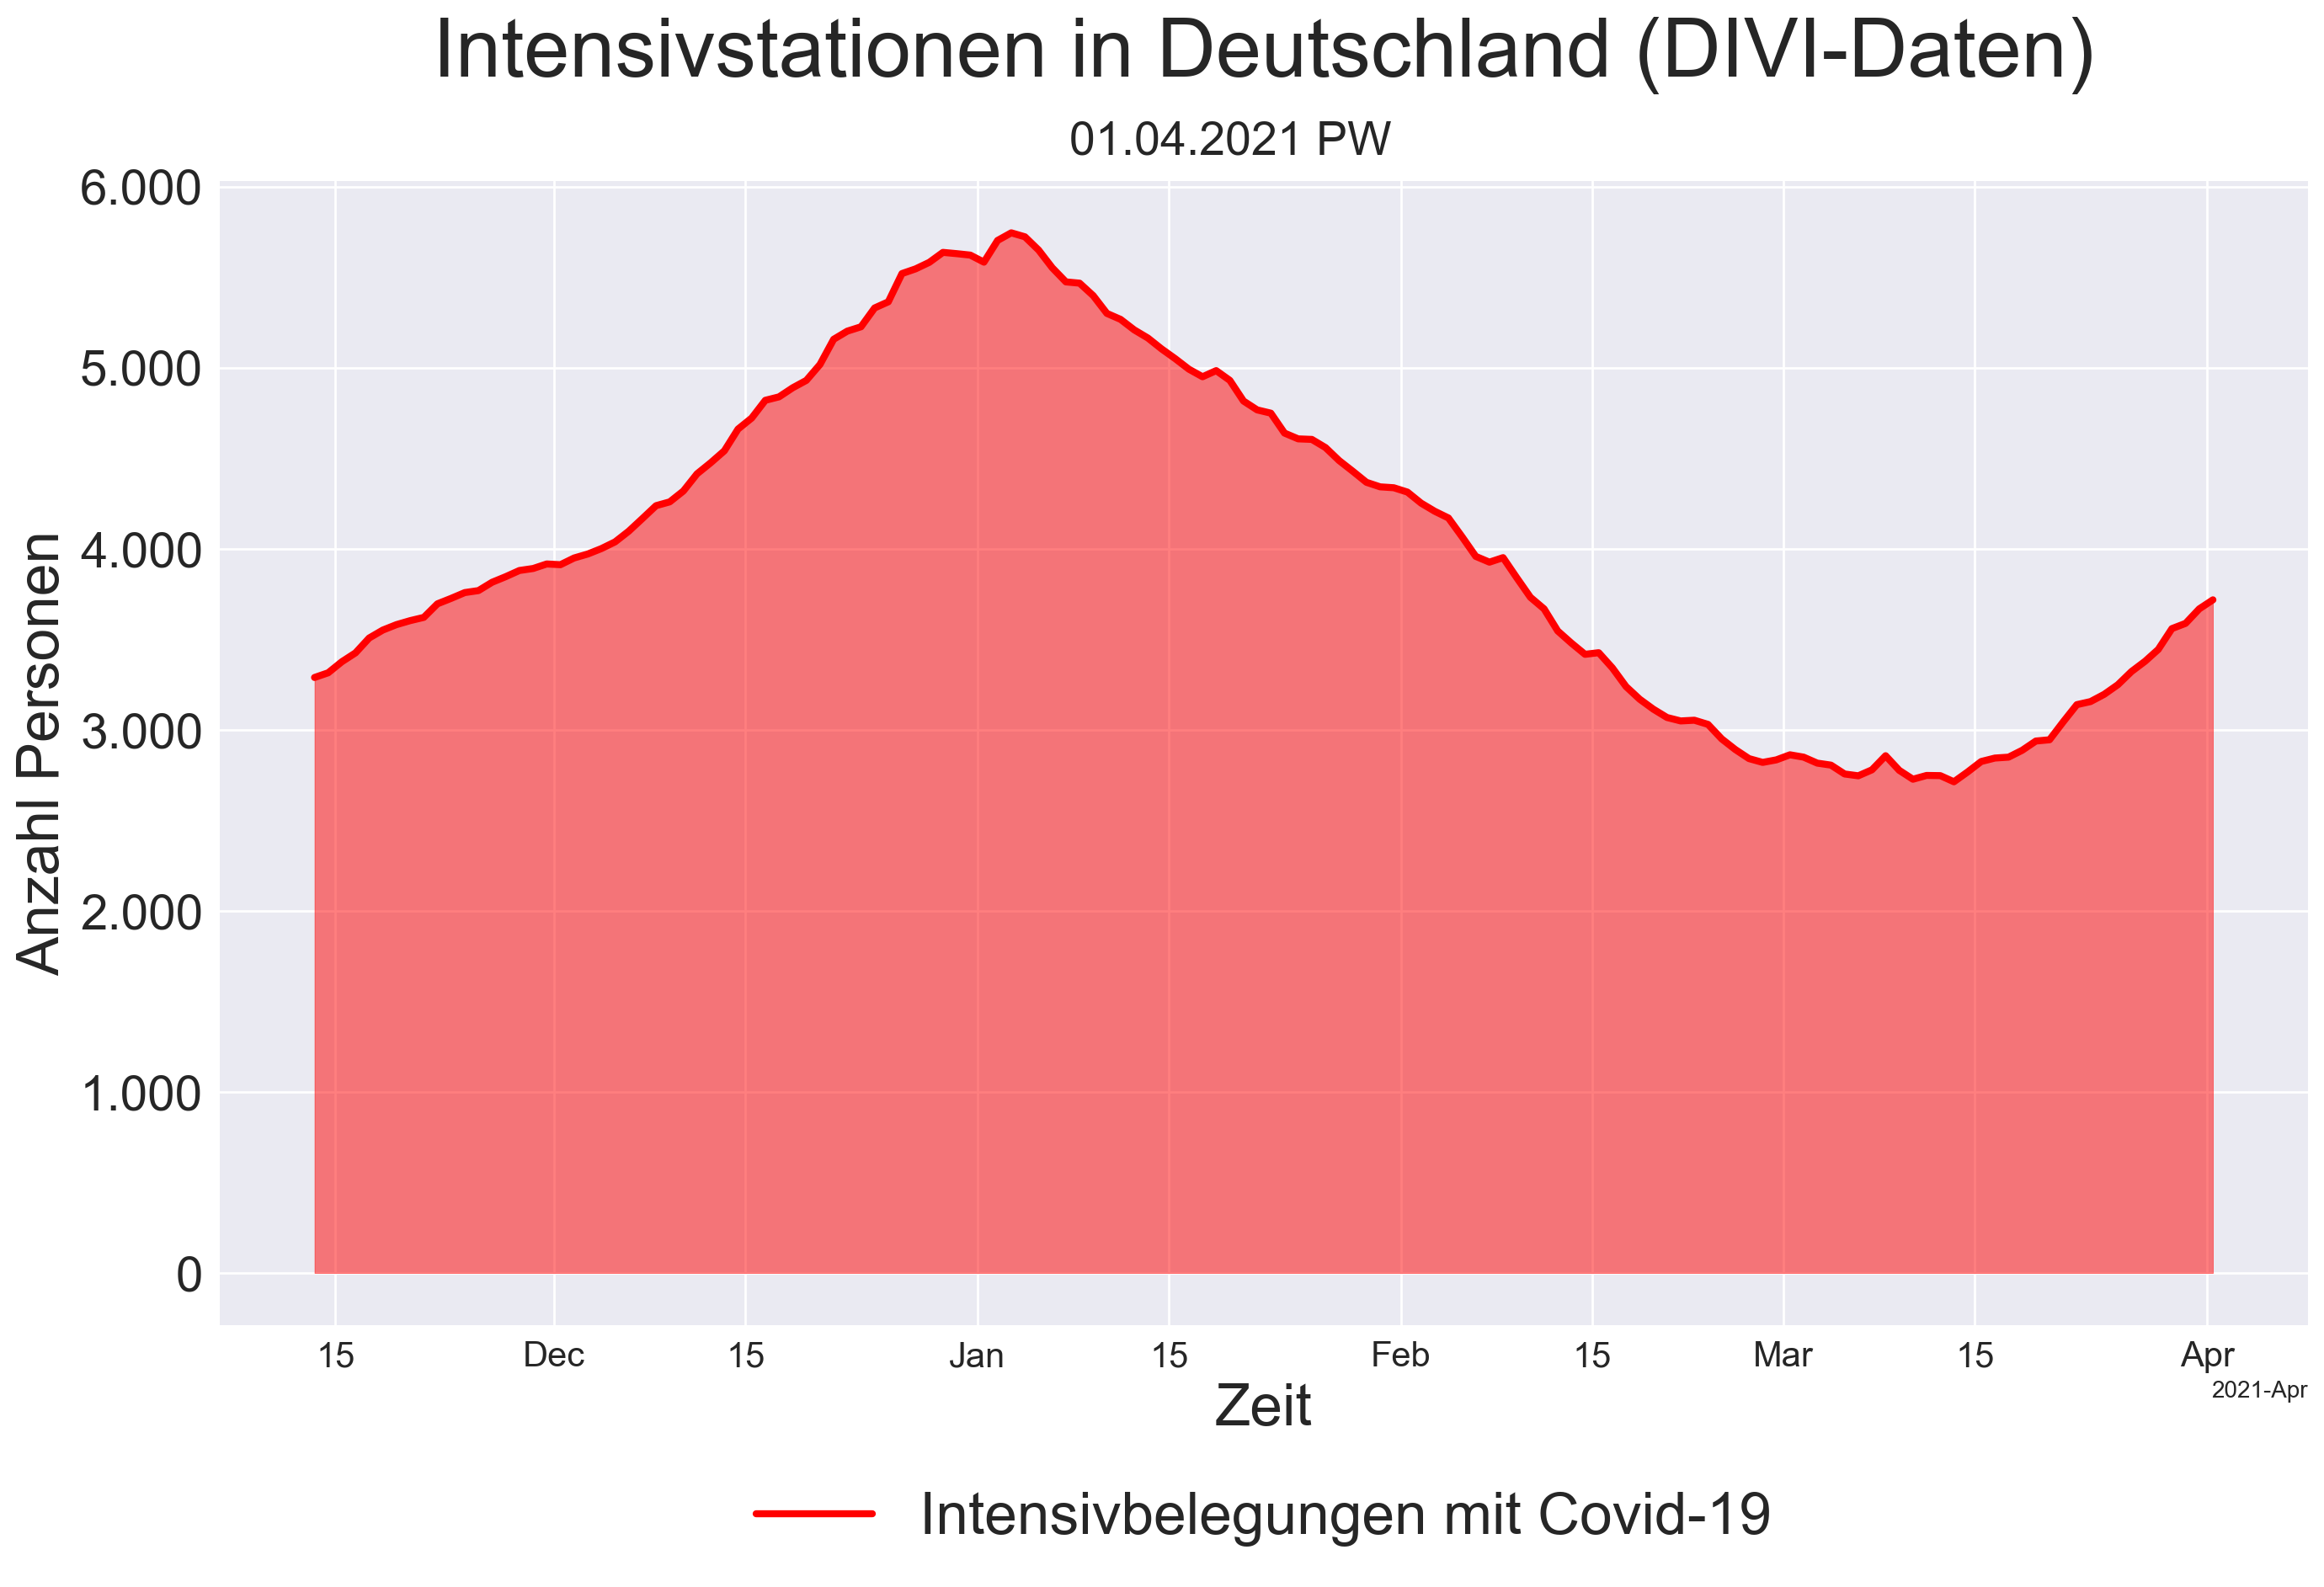 Intensivstationen in Deutschland (DIVI-Daten)
01.04.2021 PW
Anzahl Personen
6.000
5.000
4.000
3.000
2.000
1.000
0
15 Dec 15 Jan 15 Feb 15 Mar 15 Apr
2021-Apr
Zeit
Intensivbelegungen mit Covid-19